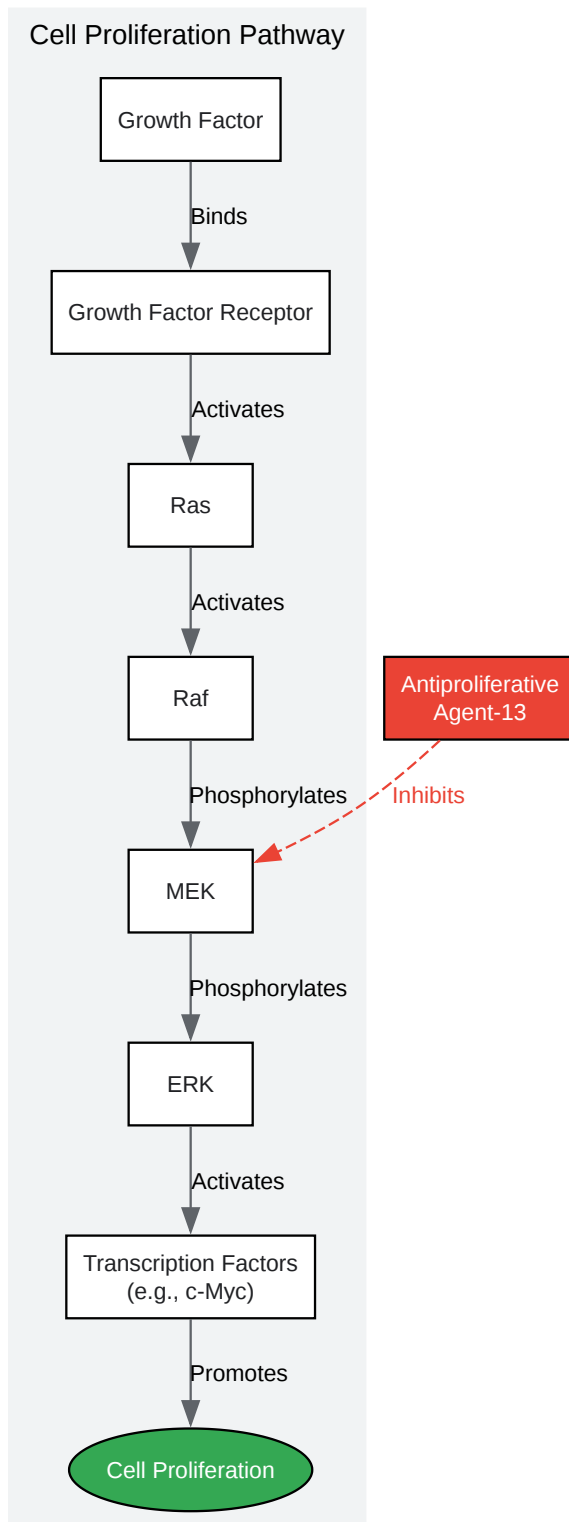 Cell Proliferation Pathway
Growth Factor
Binds
Growth Factor Receptor
Activates
Ras
Activates
Raf
Antiproliferative
Agent-13
Phosphorylates
Inhibits
MEK
Phosphorylates
ERK
Activates
Transcription Factors
(e.g., c-Myc)
Promotes
Cell Proliferation